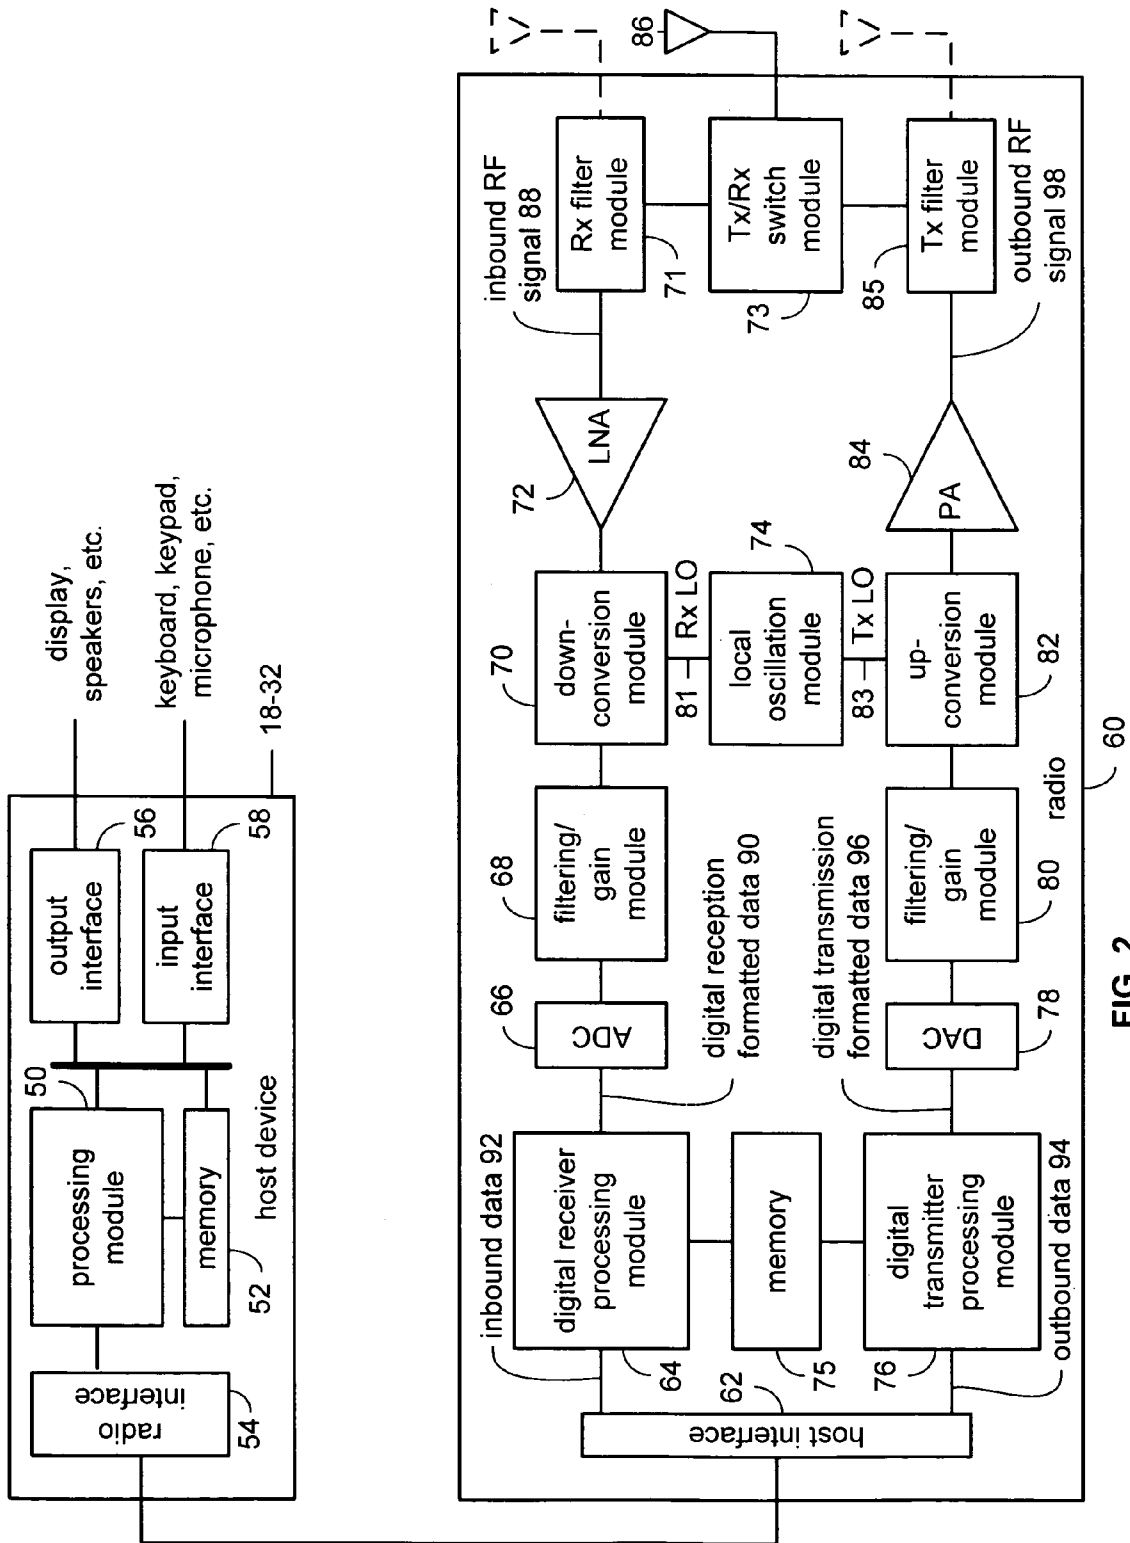 display,
speakers, etc.
keyboard, keypad,
microphone, etc.
18-32
output
interface
56
input
interface
58
processing
module
50
memory
52
host device
radio
interface
54
86
inbound RF
signal 88
Rx filter
module
71
Tx/Rx
switch
module
73
Tx filter
module
85
outbound RF
signal 98
LNA
72
PA
84
down-
conversion
module
70
81
Rx LO
local
oscillation
module
74
83
Tx LO
up-
conversion
module
82
filtering/
gain
module
68
filtering/
gain
module
80
radio
60
ADC
66
digital reception
formatted data 90
digital transmission
formatted data 96
DAC
78
inbound data 92
digital receiver
processing
module
64
memory
75
digital
transmitter
processing
module
76
outbound data 94
host interface
62
FIG. 2